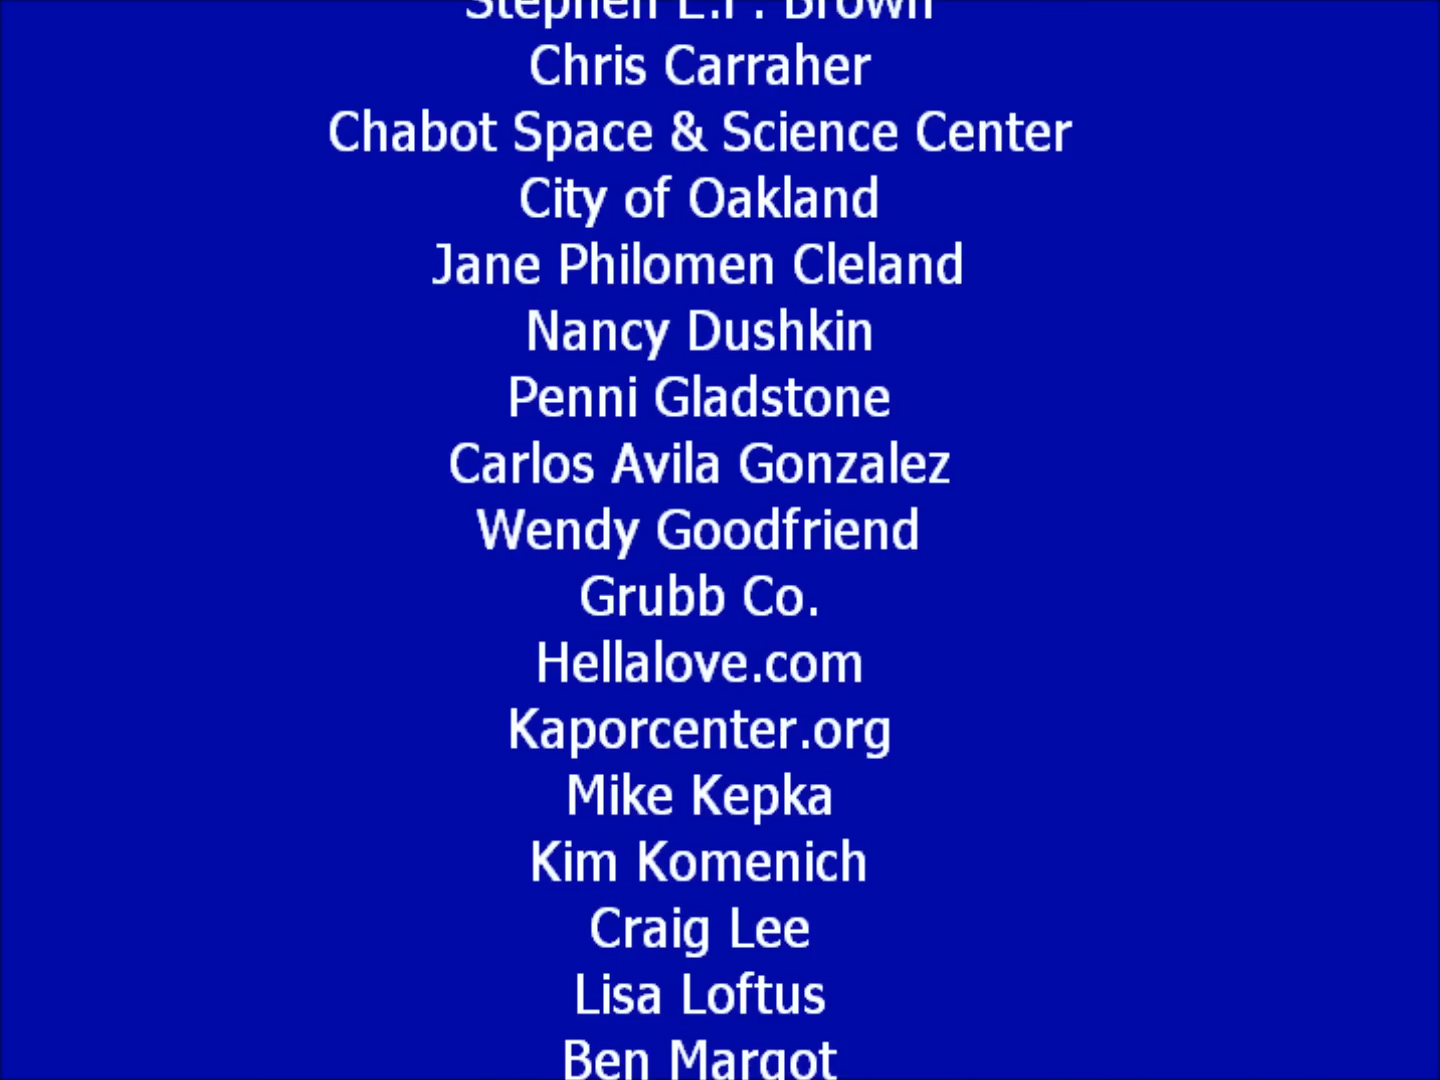 Stephen E.F. Brown
Chris Carraher
Chabot Space & Science Center
City of Oakland
Jane Philomen Cleland
Nancy Dushkin
Penni Gladstone
Carlos Avila Gonzalez
Wendy Goodfriend
Grubb Co.
Hellalove.com
Kaporcenter.org
Mike Kepka
Kim Komenich
Craig Lee
Lisa Loftus
Ben Margot